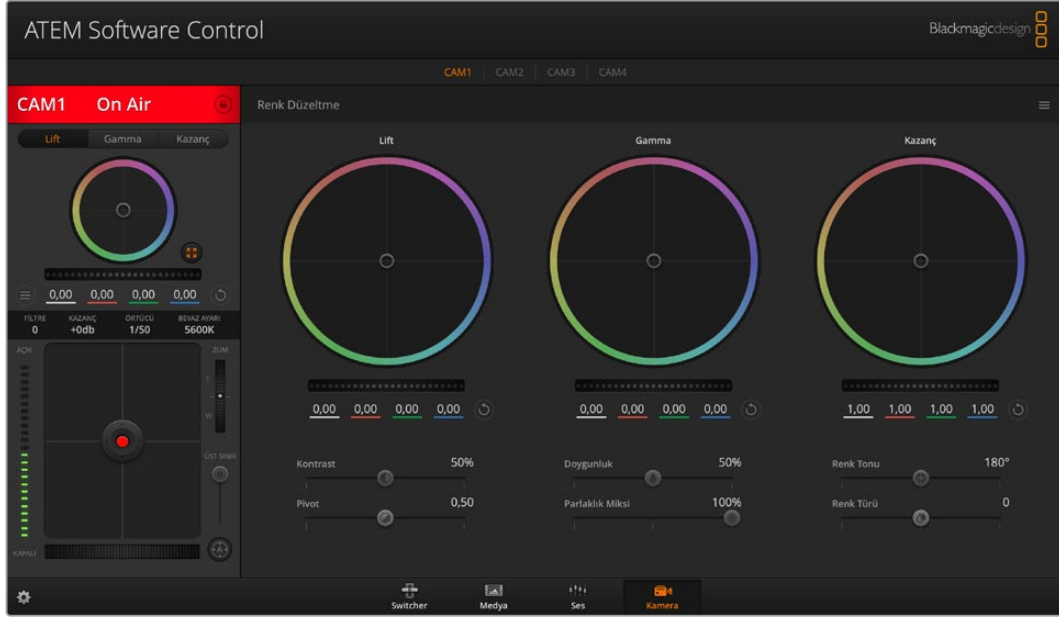 ATEM Software Control
Blackmagicdesign
CAM1 CAM2 CAM3 CAM4
CAM1 On Air
Lift Gamma Kazanç
0,00 0,00 0,00 0,00
FİLTRE KAZANÇ ÖRTÜCÜ BEYAZ AYARI
0 +0db 1/50 5600K
AÇIK ZUM
T
W
ÜST SINIR
KAPALI
A
Renk Düzeltme
Lift Gamma Kazanç
0,00 0,00 0,00 0,00 0,00 0,00 0,00 0,00 1,00 1,00 1,00 1,00
Kontrast 50% Doygunluk 50% Renk Tonu 180°
Pivot 0,50 Parlaklık Miksi 100% Renk Türü 0
Switcher Medya Ses Kamera